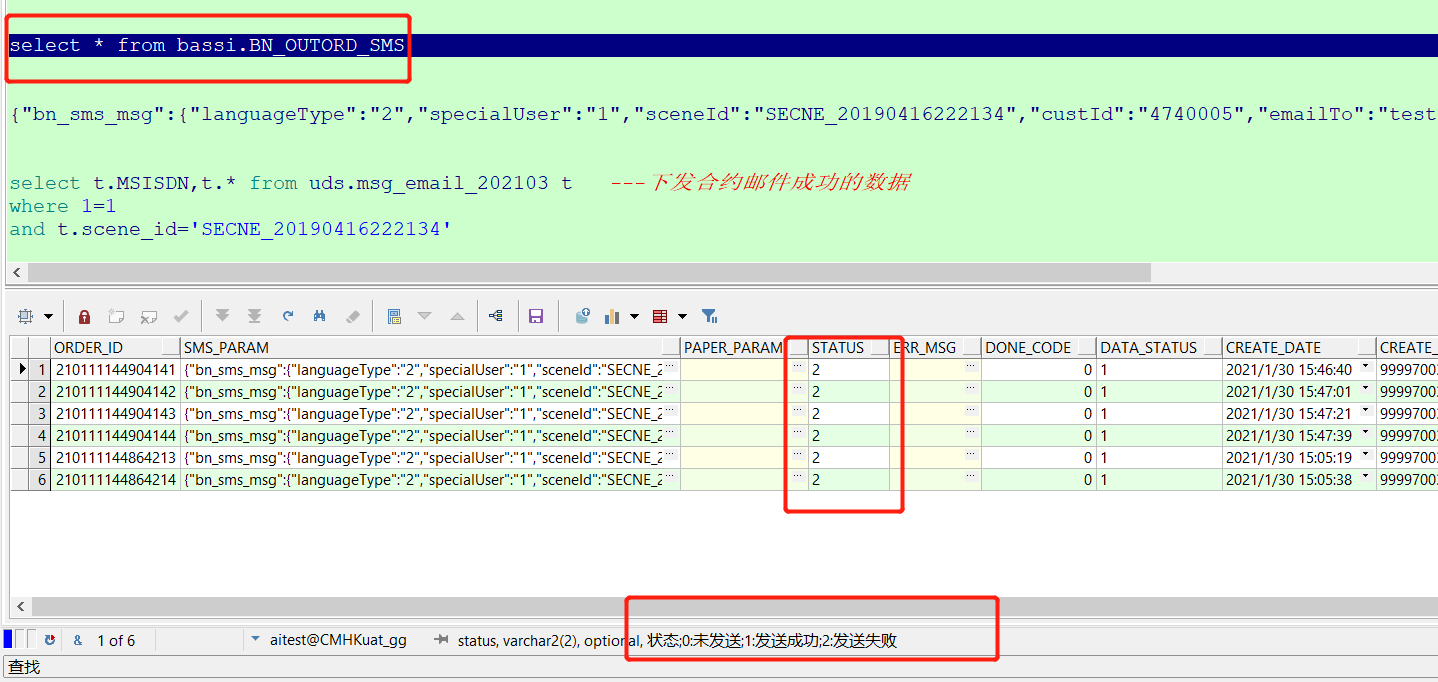 select * from bassi.BN_OUTORD_SMS
{"bn_sms_msg":{"languageType":"2","specialUser":"1","sceneId":"SECNE_20190416222134","custId":"4740005","emailTo":"test
select t.MSISDN,t.* from uds.msg_email_202103 t   ---下发合约邮件成功的数据
where 1=1
and t.scene_id='SECNE_20190416222134'
ORDER_ID SMS_PARAM PAPER_PARAM STATUS ERR_MSG DONE_CODE DATA_STATUS CREATE_DATE CREATE_
1 210111144904141 {"bn_sms_msg":{"languageType":"2","specialUser":"1","sceneId":"SECNE_2 ... ... 2 ... 0 1 2021/1/30 15:46:40 9999700
2 210111144904142 {"bn_sms_msg":{"languageType":"2","specialUser":"1","sceneId":"SECNE_2 ... ... 2 ... 0 1 2021/1/30 15:47:01 9999700
3 210111144904143 {"bn_sms_msg":{"languageType":"2","specialUser":"1","sceneId":"SECNE_2 ... ... 2 ... 0 1 2021/1/30 15:47:21 9999700
4 210111144904144 {"bn_sms_msg":{"languageType":"2","specialUser":"1","sceneId":"SECNE_2 ... ... 2 ... 0 1 2021/1/30 15:47:39 9999700
5 210111144864213 {"bn_sms_msg":{"languageType":"2","specialUser":"1","sceneId":"SECNE_2 ... ... 2 ... 0 1 2021/1/30 15:05:19 9999700
6 210111144864214 {"bn_sms_msg":{"languageType":"2","specialUser":"1","sceneId":"SECNE_2 ... ... 2 ... 0 1 2021/1/30 15:05:38 9999700
& 1 of 6 aitest@CMHKuat_gg status, varchar2(2), optional, 状态;0:未发送;1:发送成功;2:发送失败
查找